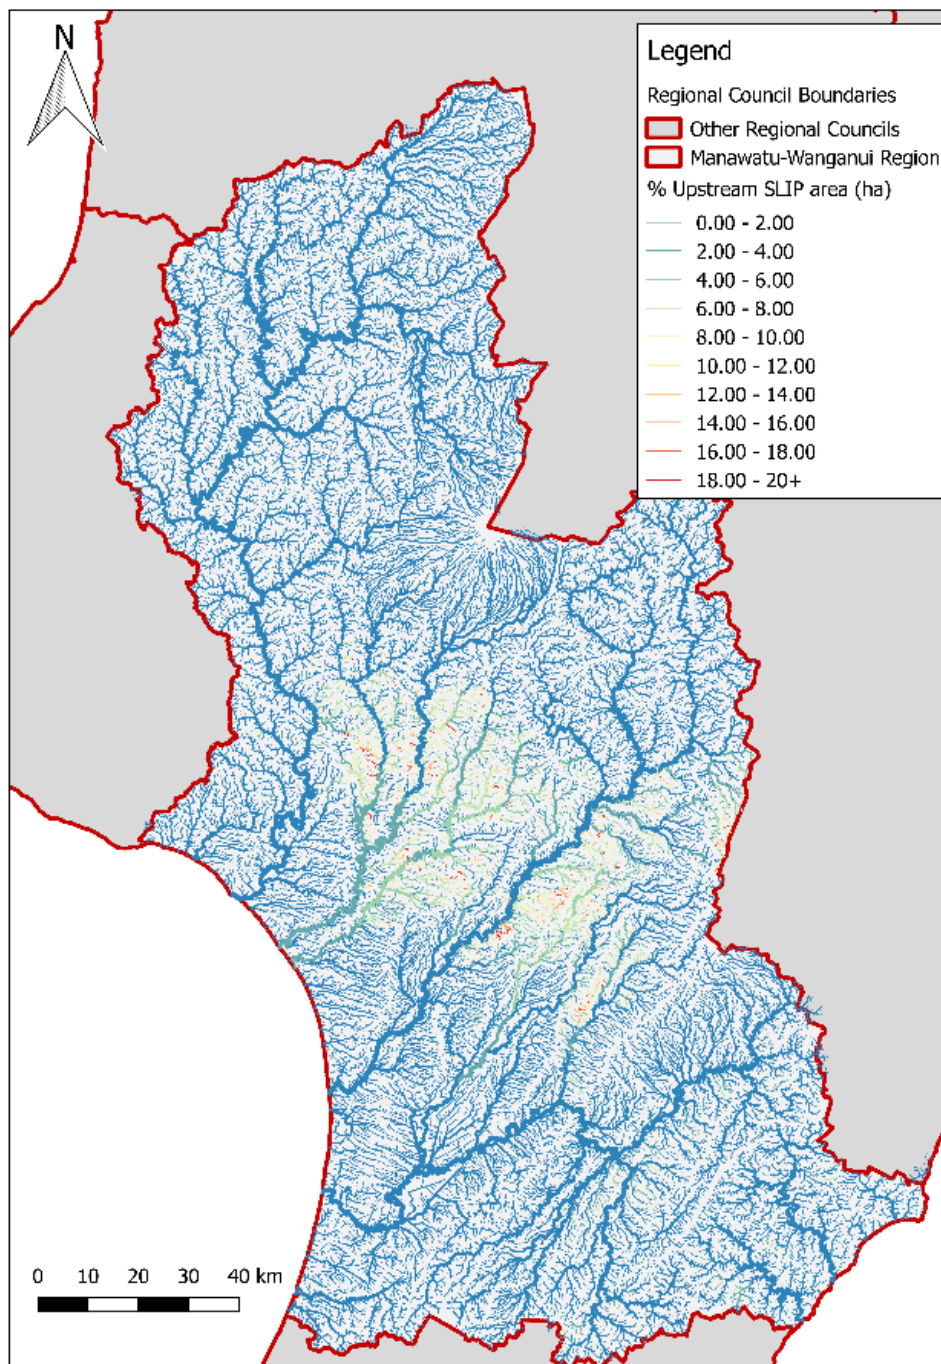 N
Legend
Regional Council Boundaries
Other Regional Councils
Manawatu-Wanganui Region
% Upstream SLIP area (ha)
0.00 - 2.00
2.00 - 4.00
4.00 - 6.00
6.00 - 8.00
8.00 - 10.00
10.00 - 12.00
12.00 - 14.00
14.00 - 16.00
16.00 - 18.00
18.00 - 20+
0 10 20 30 40 km